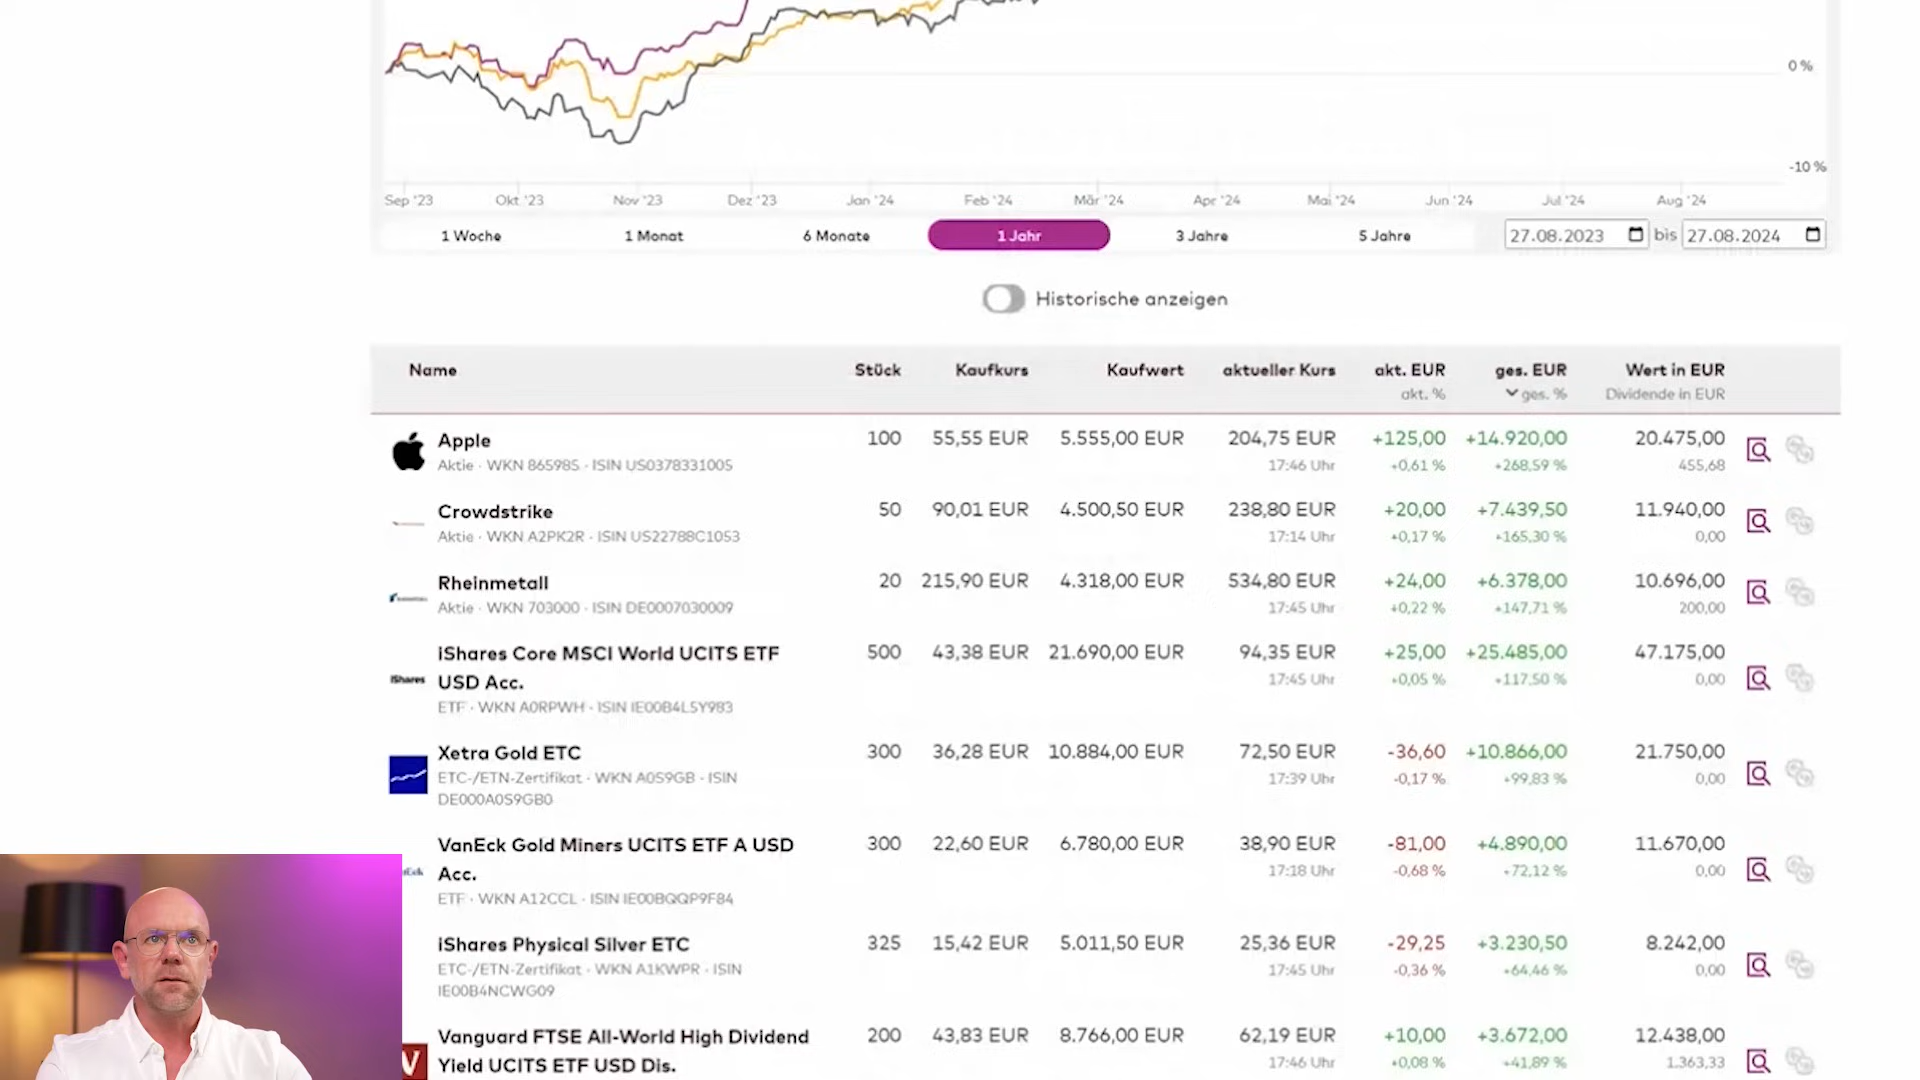 0 %
-10 %
Sep '23 Okt '23 Nov '23 Dez '23 Jan '24 Feb '24 Mär '24 Apr '24 Mai '24 Jun '24 Jul '24 Aug '24
1 Woche 1 Monat 6 Monate 1 Jahr 3 Jahre 5 Jahre 27.08.2023 bis 27.08.2024
Historische anzeigen
Name Stück Kaufkurs Kaufwert aktueller Kurs akt. EUR ges. EUR Wert in EUR
akt. % ges. % Dividende in EUR
Apple 100 55,55 EUR 5.555,00 EUR 204,75 EUR +125,00 +14.920,00 20.475,00
Aktie · WKN 865985 · ISIN US0378331005 17:46 Uhr +0,61 % +268,59 % 455,68
Crowdstrike 50 90,01 EUR 4.500,50 EUR 238,80 EUR +20,00 +7.439,50 11.940,00
Aktie · WKN A2PK2R · ISIN US22788C1053 17:14 Uhr +0,17 % +165,30 % 0,00
Rheinmetall 20 215,90 EUR 4.318,00 EUR 534,80 EUR +24,00 +6.378,00 10.696,00
Aktie · WKN 703000 · ISIN DE0007030009 17:45 Uhr +0,22 % +147,71 % 200,00
iShares Core MSCI World UCITS ETF 500 43,38 EUR 21.690,00 EUR 94,35 EUR +25,00 +25.485,00 47.175,00
iShares USD Acc. 17:45 Uhr +0,05 % +117,50 % 0,00
ETF · WKN A0RPWH · ISIN IE00B4L5Y983
Xetra Gold ETC 300 36,28 EUR 10.884,00 EUR 72,50 EUR -36,60 +10.866,00 21.750,00
ETC-/ETN-Zertifikat · WKN A0S9GB · ISIN 17:39 Uhr -0,17 % +99,83 % 0,00
DE000A0S9GB0
VanEck Gold Miners UCITS ETF A USD 300 22,60 EUR 6.780,00 EUR 38,90 EUR -81,00 +4.890,00 11.670,00
Acc. 17:18 Uhr -0,68 % +72,12 % 0,00
ETF · WKN A12CCL · ISIN IE00BQQP9F84
iShares Physical Silver ETC 325 15,42 EUR 5.011,50 EUR 25,36 EUR -29,25 +3.230,50 8.242,00
ETC-/ETN-Zertifikat · WKN A1KWPR · ISIN 17:45 Uhr -0,36 % +64,46 % 0,00
IE00B4NCWG09
Vanguard FTSE All-World High Dividend 200 43,83 EUR 8.766,00 EUR 62,19 EUR +10,00 +3.672,00 12.438,00
V Yield UCITS ETF USD Dis. 17:46 Uhr +0,08 % +41,89 % 1.363,33